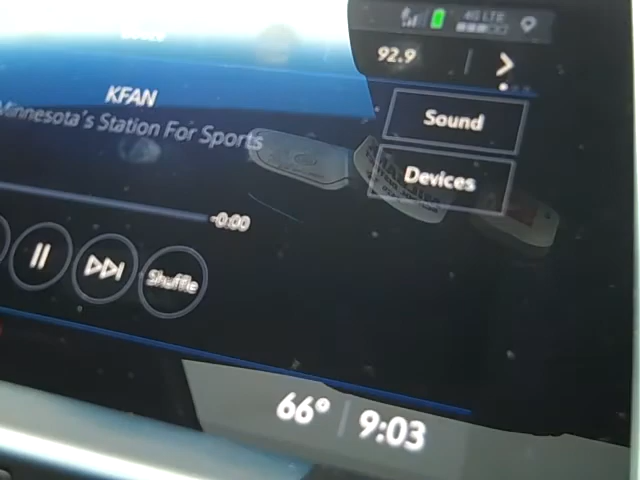 4G LTE
92.9
KFAN
Minnesota's Station For Sports
Sound
Devices
-0:00
Shuffle
66° 9:03